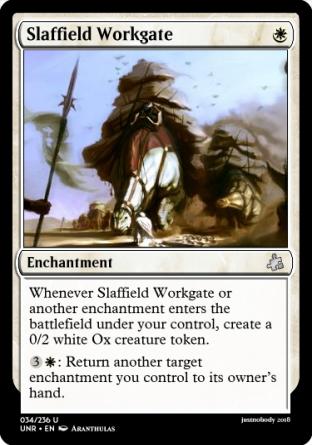 Slaffield Workgate
Enchantment
Whenever Slaffield Workgate or
another enchantment enters the
battlefield under your control, create a
0/2 white Ox creature token.
3 : Return another target
enchantment you control to its owner's
hand.
034/236 U
UNR • EN Aranthulas
justnobody 2018